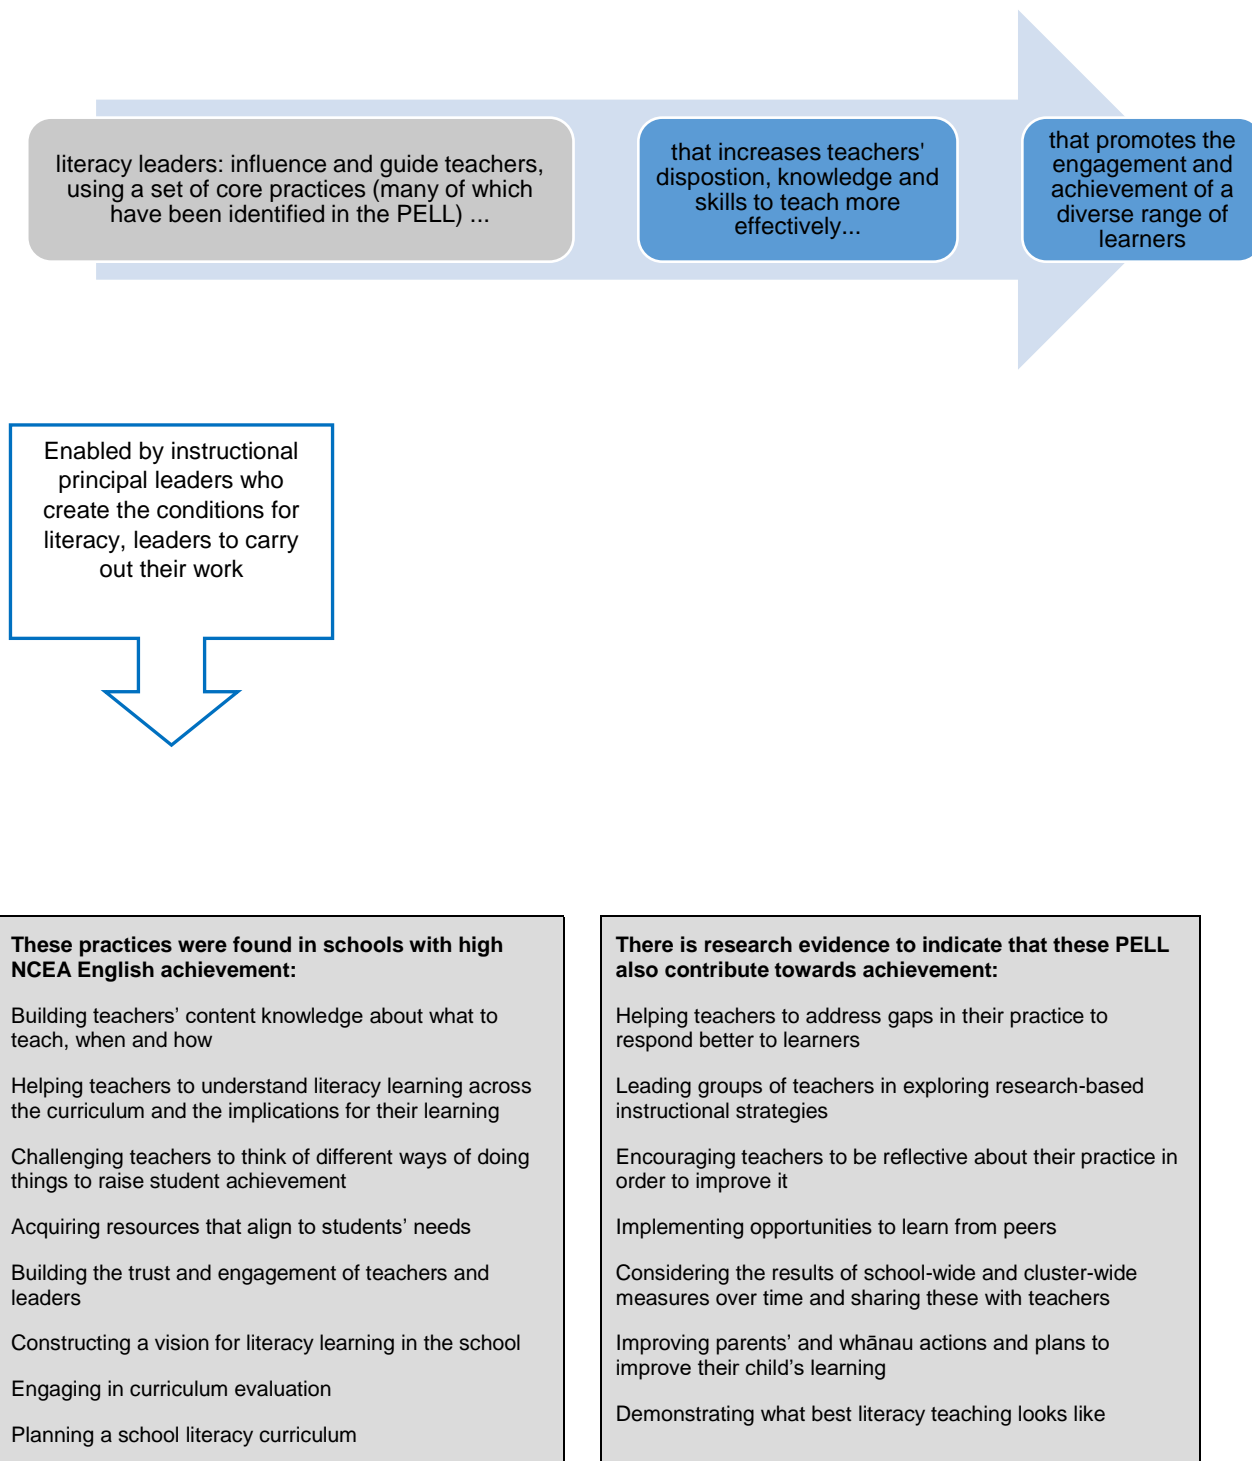 literacy leaders: influence and guide teachers,
using a set of core practices (many of which
have been identified in the PELL) ...
that increases teachers'
dispostion, knowledge and
skills to teach more
effectively...
that promotes the
engagement and
achievement of a
diverse range of
learners
Enabled by instructional
principal leaders who
create the conditions for
literacy, leaders to carry
out their work
These practices were found in schools with high
NCEA English achievement:
Building teachers’ content knowledge about what to
teach, when and how
Helping teachers to understand literacy learning across
the curriculum and the implications for their learning
Challenging teachers to think of different ways of doing
things to raise student achievement
Acquiring resources that align to students’ needs
Building the trust and engagement of teachers and
leaders
Constructing a vision for literacy learning in the school
Engaging in curriculum evaluation
Planning a school literacy curriculum
There is research evidence to indicate that these PELL
also contribute towards achievement:
Helping teachers to address gaps in their practice to
respond better to learners
Leading groups of teachers in exploring research-based
instructional strategies
Encouraging teachers to be reflective about their practice in
order to improve it
Implementing opportunities to learn from peers
Considering the results of school-wide and cluster-wide
measures over time and sharing these with teachers
Improving parents’ and whānau actions and plans to
improve their child’s learning
Demonstrating what best literacy teaching looks like